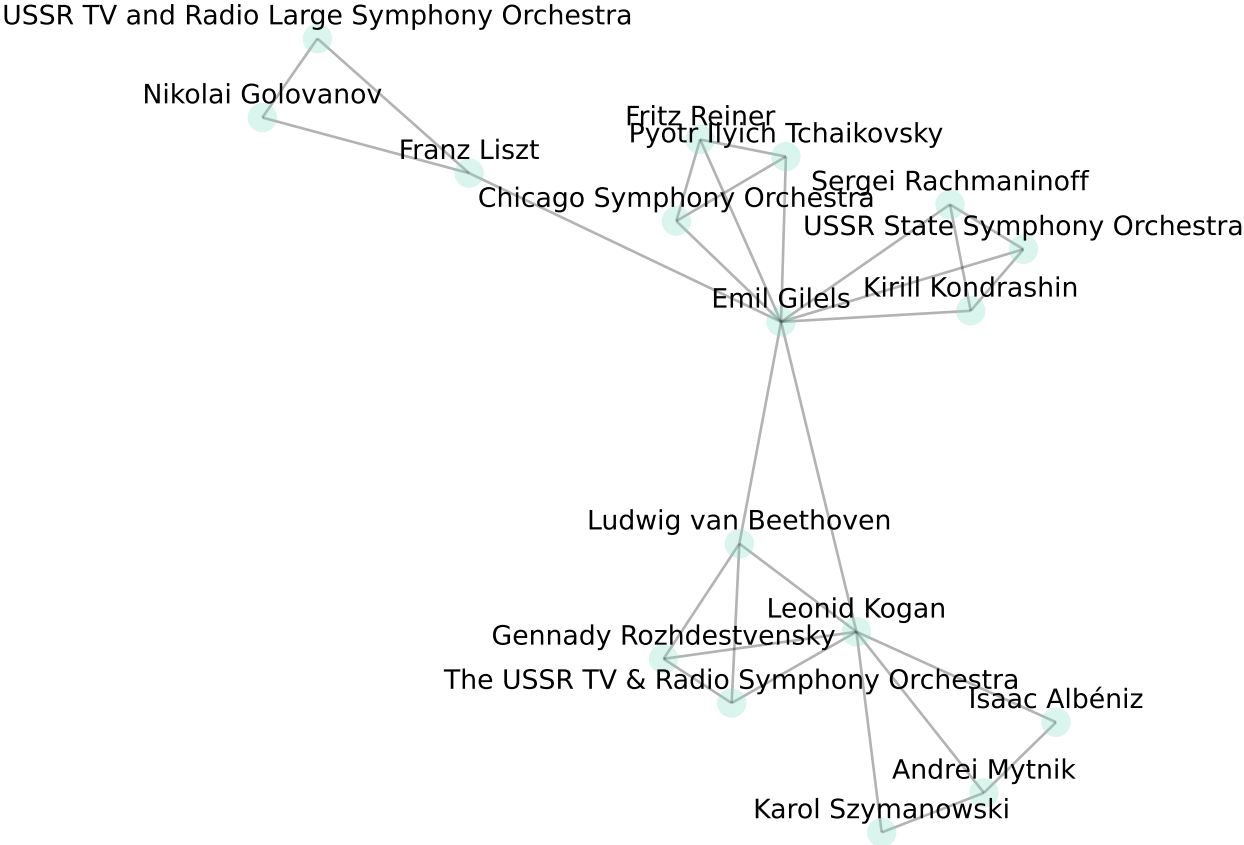 USSR TV and Radio Large Symphony Orchestra
Nikolai Golovanov
Fritz Reiner
Pyotr Ilyich Tchaikovsky
Franz Liszt
Sergei Rachmaninoff
Chicago Symphony Orchestra
USSR State Symphony Orchestra
Kirill Kondrashin
Emil Gilels
Ludwig van Beethoven
Leonid Kogan
Gennady Rozhdestvensky
The USSR TV & Radio Symphony Orchestra
Isaac Albéniz
Andrei Mytnik
Karol Szymanowski